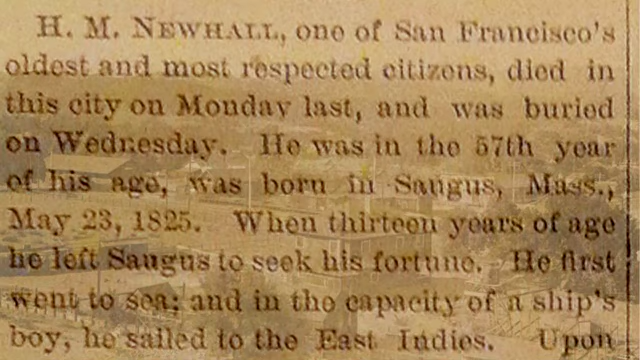 H. M. NEWHALL, one of San Francisco's
oldest and most respected citizens, died in
this city on Monday last, and was buried
on Wednesday. He was in the 57th year
of his age, was born in Saugus, Mass.,
May 23, 1825. When thirteen years of age
he left Saugus to seek his fortune. He first
went to sea; and in the capacity of a ship's
boy, he sailed to the East Indies. Upon